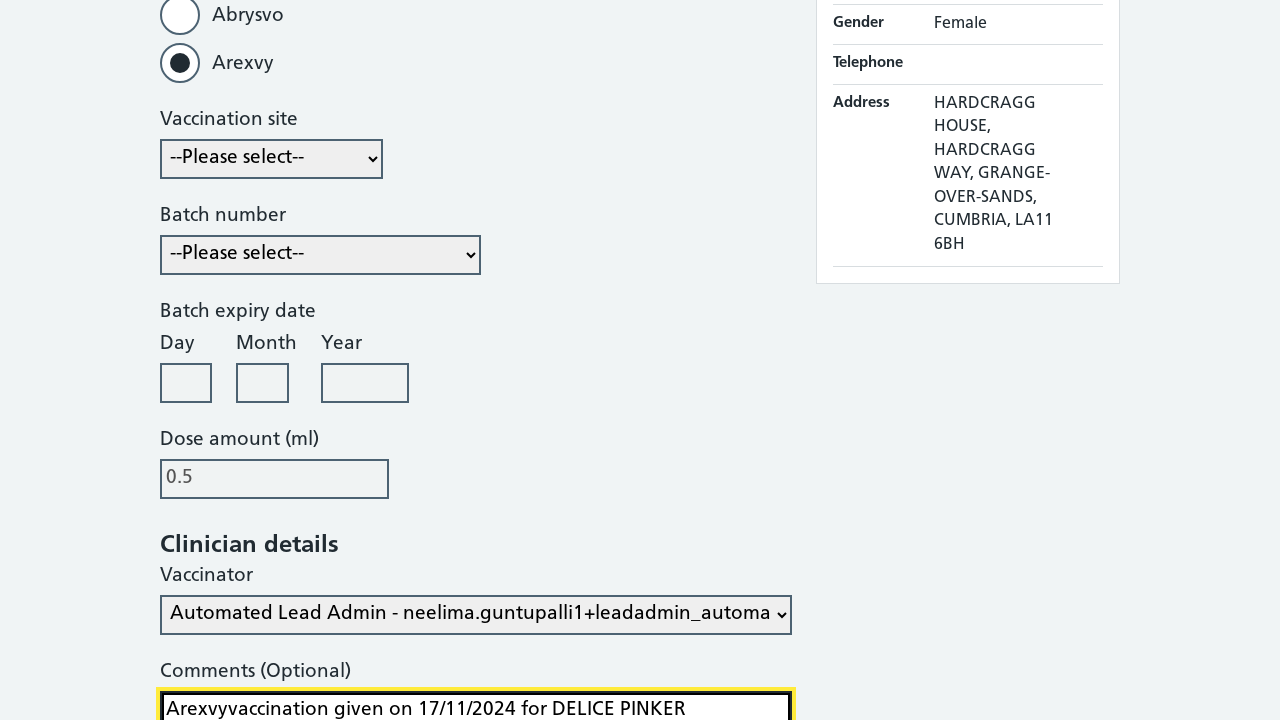 Abrysvo
Arexvy
Vaccination site
--Please select--
Batch number
--Please select--
Batch expiry date
Day Month Year
Dose amount (ml)
0.5
Clinician details
Vaccinator
Automated Lead Admin - neelima.guntupalli1+leadadmin_automa
Comments (Optional)
Arexvyvaccination given on 17/11/2024 for DELICE PINKER
Gender Female
Telephone
Address HARDCRAGG
HOUSE,
HARDCRAGG
WAY, GRANGE-
OVER-SANDS,
CUMBRIA, LA11
6BH